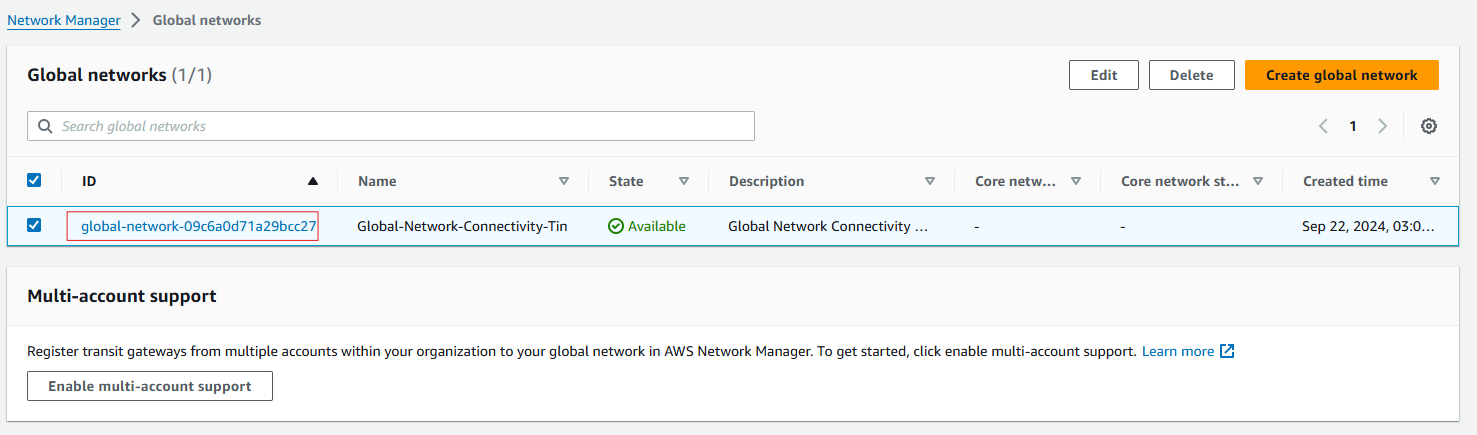 Network Manager > Global networks
Global networks (1/1)
Edit
Delete
Create global network
Search global networks
1
ID Name State Description Core netw... Core network st... Created time
global-network-09c6a0d71a29bcc27 Global-Network-Connectivity-Tin Available Global Network Connectivity ... - - Sep 22, 2024, 03:0...
Multi-account support
Register transit gateways from multiple accounts within your organization to your global network in AWS Network Manager. To get started, click enable multi-account support. Learn more
Enable multi-account support